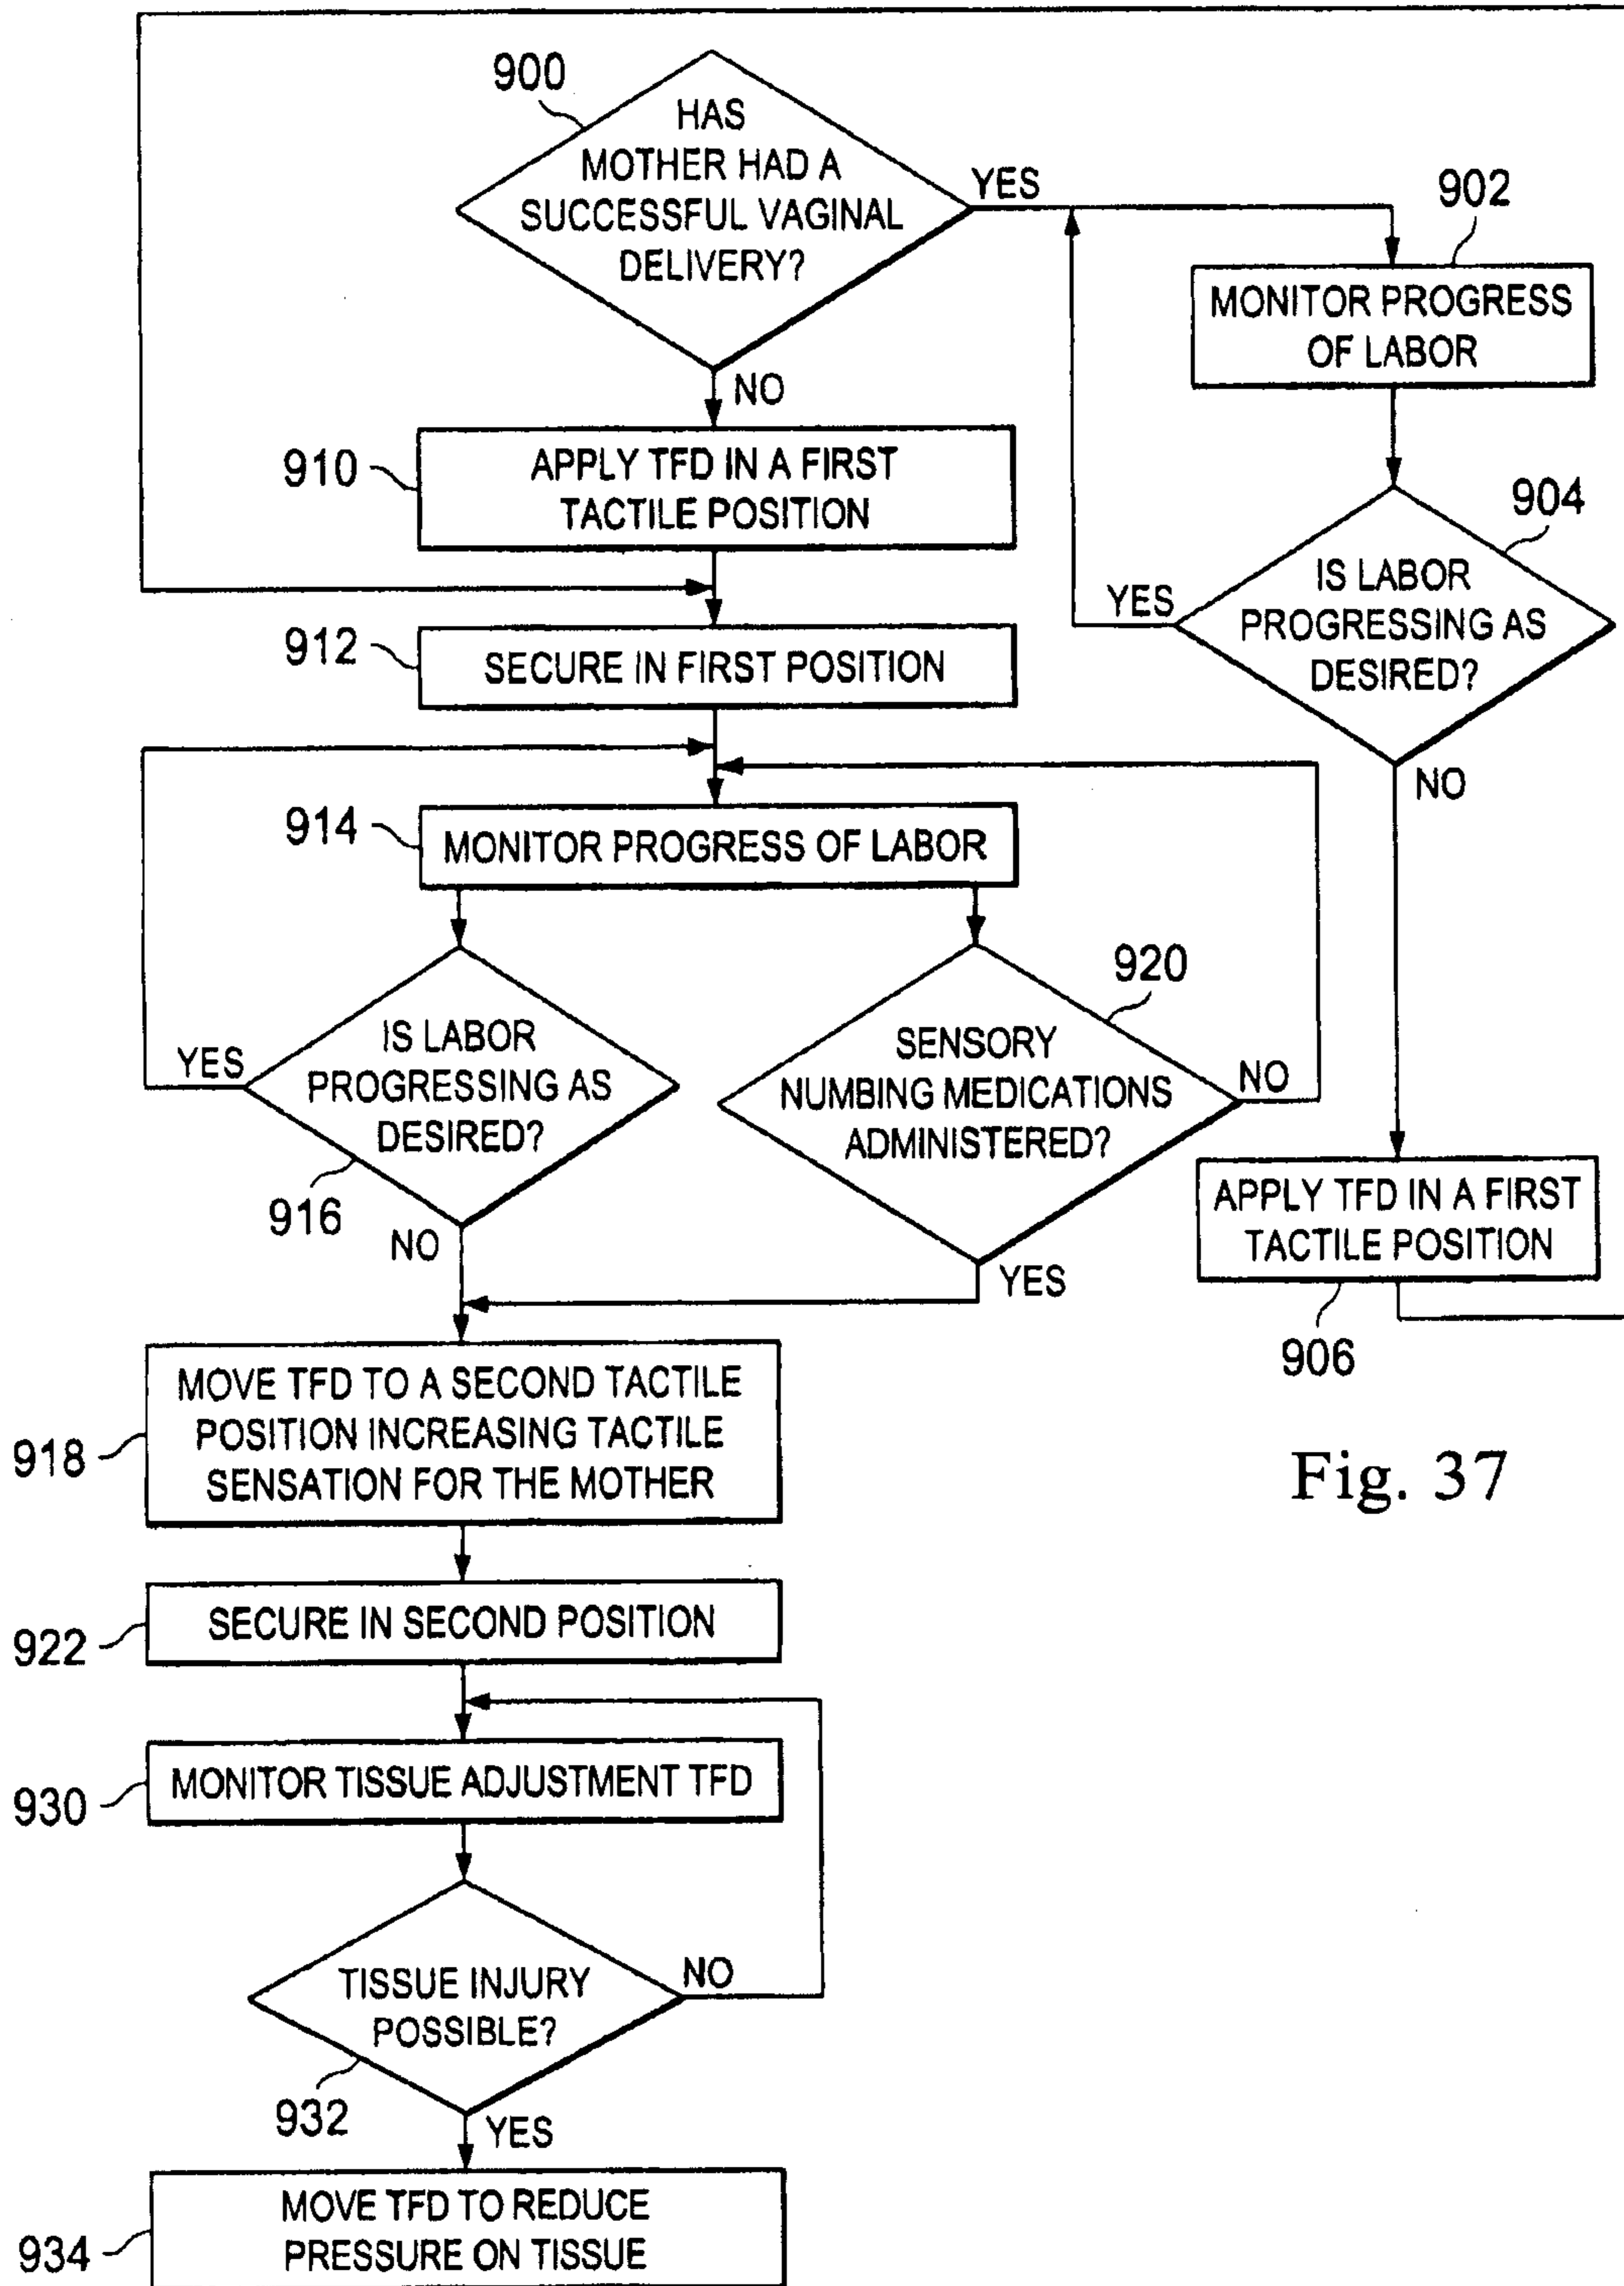 900
HAS
MOTHER HAD A
SUCCESSFUL VAGINAL
DELIVERY?
YES
NO
902
MONITOR PROGRESS
OF LABOR
904
IS LABOR
PROGRESSING AS
DESIRED?
YES
NO
910
APPLY TFD IN A FIRST
TACTILE POSITION
912
SECURE IN FIRST POSITION
914
MONITOR PROGRESS OF LABOR
IS LABOR
PROGRESSING AS
DESIRED?
YES
916
NO
920
SENSORY
NUMBING MEDICATIONS
ADMINISTERED?
NO
YES
APPLY TFD IN A FIRST
TACTILE POSITION
906
918
MOVE TFD TO A SECOND TACTILE
POSITION INCREASING TACTILE
SENSATION FOR THE MOTHER
Fig. 37
922
SECURE IN SECOND POSITION
930
MONITOR TISSUE ADJUSTMENT TFD
TISSUE INJURY
POSSIBLE?
NO
932
YES
934
MOVE TFD TO REDUCE
PRESSURE ON TISSUE